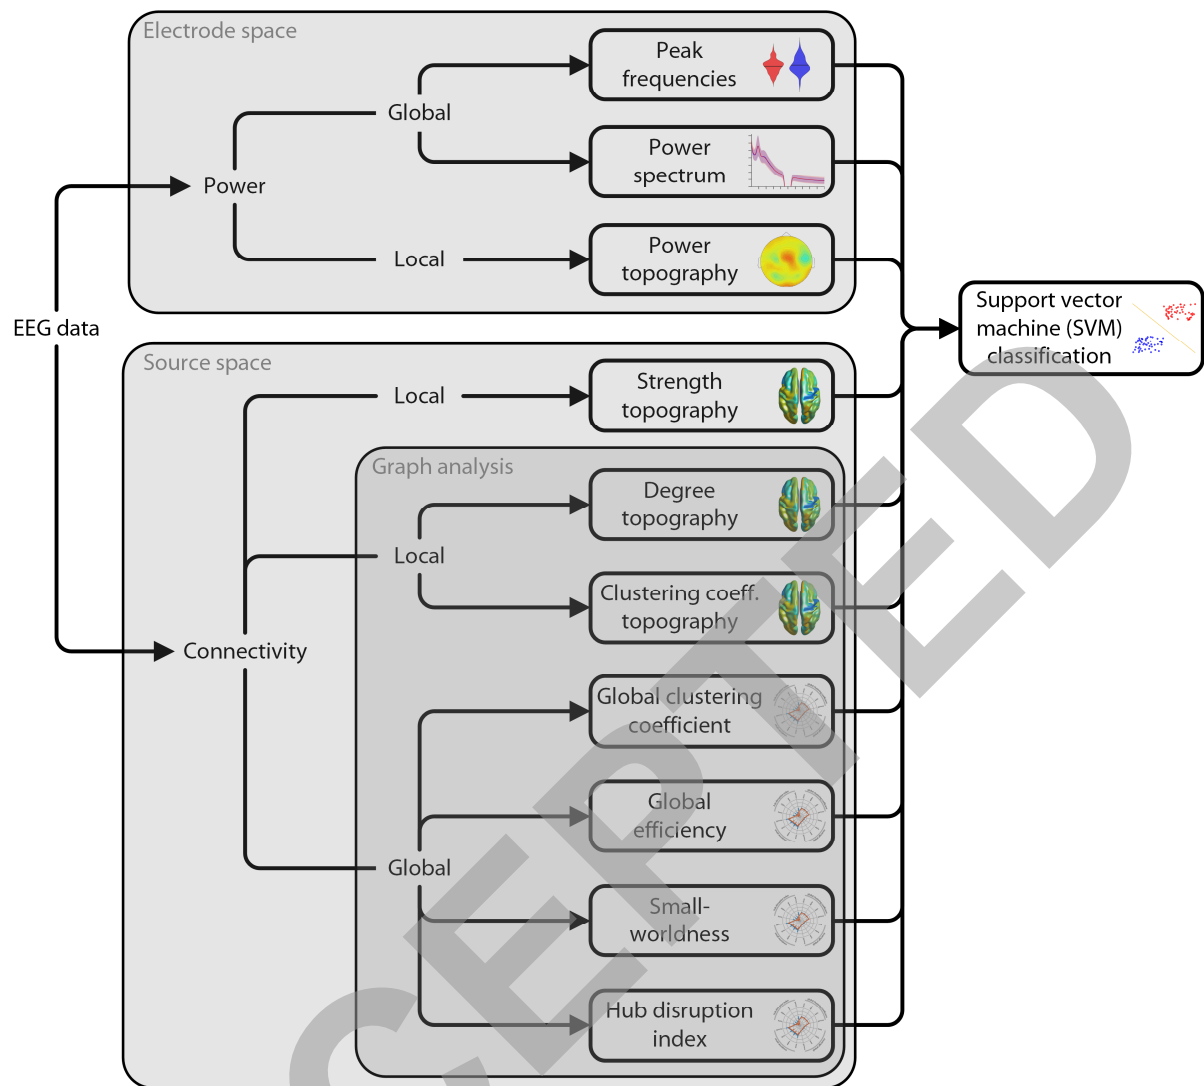 Electrode space
Peak
frequencies
Global
Power
spectrum
Power
Local
Power
topography
EEG data
Support vector
machine (SVM)
classification
Source space
Local
Strength
topography
Graph analysis
Degree
topography
Local
Clustering coeff.
topography
Connectivity
Global clustering
coefficient
Global
efficiency
Global
Small-
worldness
Hub disruption
index
CEPTED